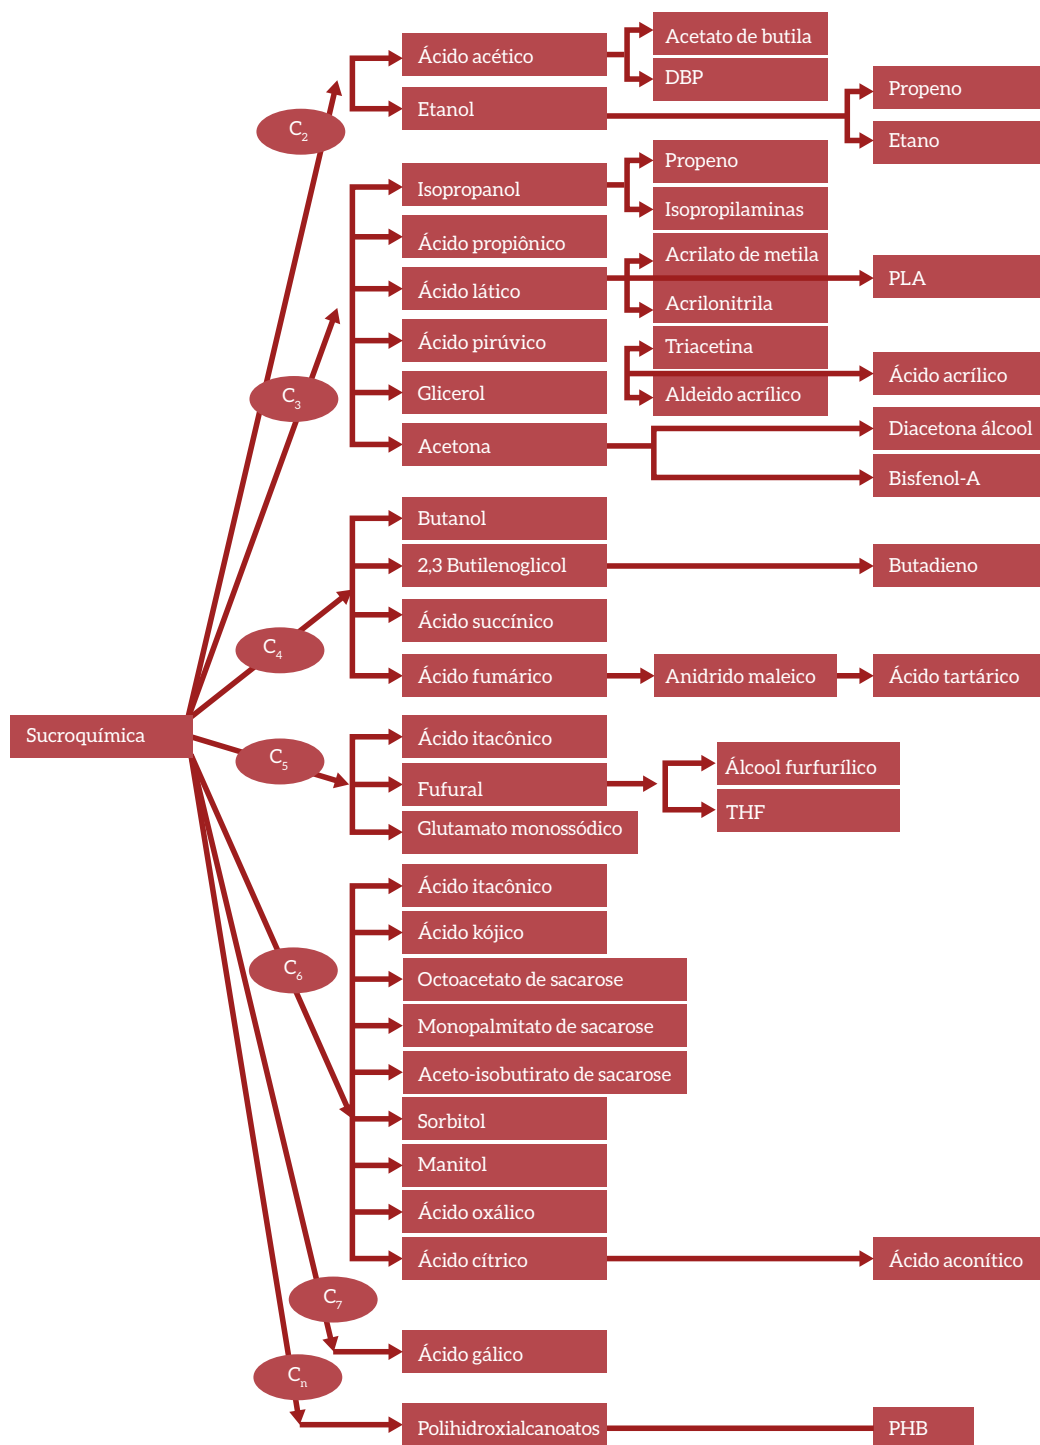 Sucroquímica
C2
Ácido acético
Acetato de butila
DBP
Etanol
Propeno
Etano
C3
Isopropanol
Propeno
Isopropilaminas
Ácido propiônico
Ácido lático
Acrilato de metila
Acrilonitrila
PLA
Ácido pirúvico
Glicerol
Triacetina
Aldeido acrílico
Ácido acrílico
Acetona
Diacetona álcool
Bisfenol-A
C4
Butanol
2,3 Butilenoglicol
Butadieno
Ácido succínico
Ácido fumárico
Anidrido maleico
Ácido tartárico
C5
Ácido itacônico
Fufural
Álcool furfurílico
THF
Glutamato monossódico
C6
Ácido itacônico
Ácido kójico
Octoacetato de sacarose
Monopalmitato de sacarose
Aceto-isobutirato de sacarose
Sorbitol
Manitol
Ácido oxálico
Ácido cítrico
Ácido aconítico
C7
Ácido gálico
Cn
Polihidroxialcanoatos
PHB